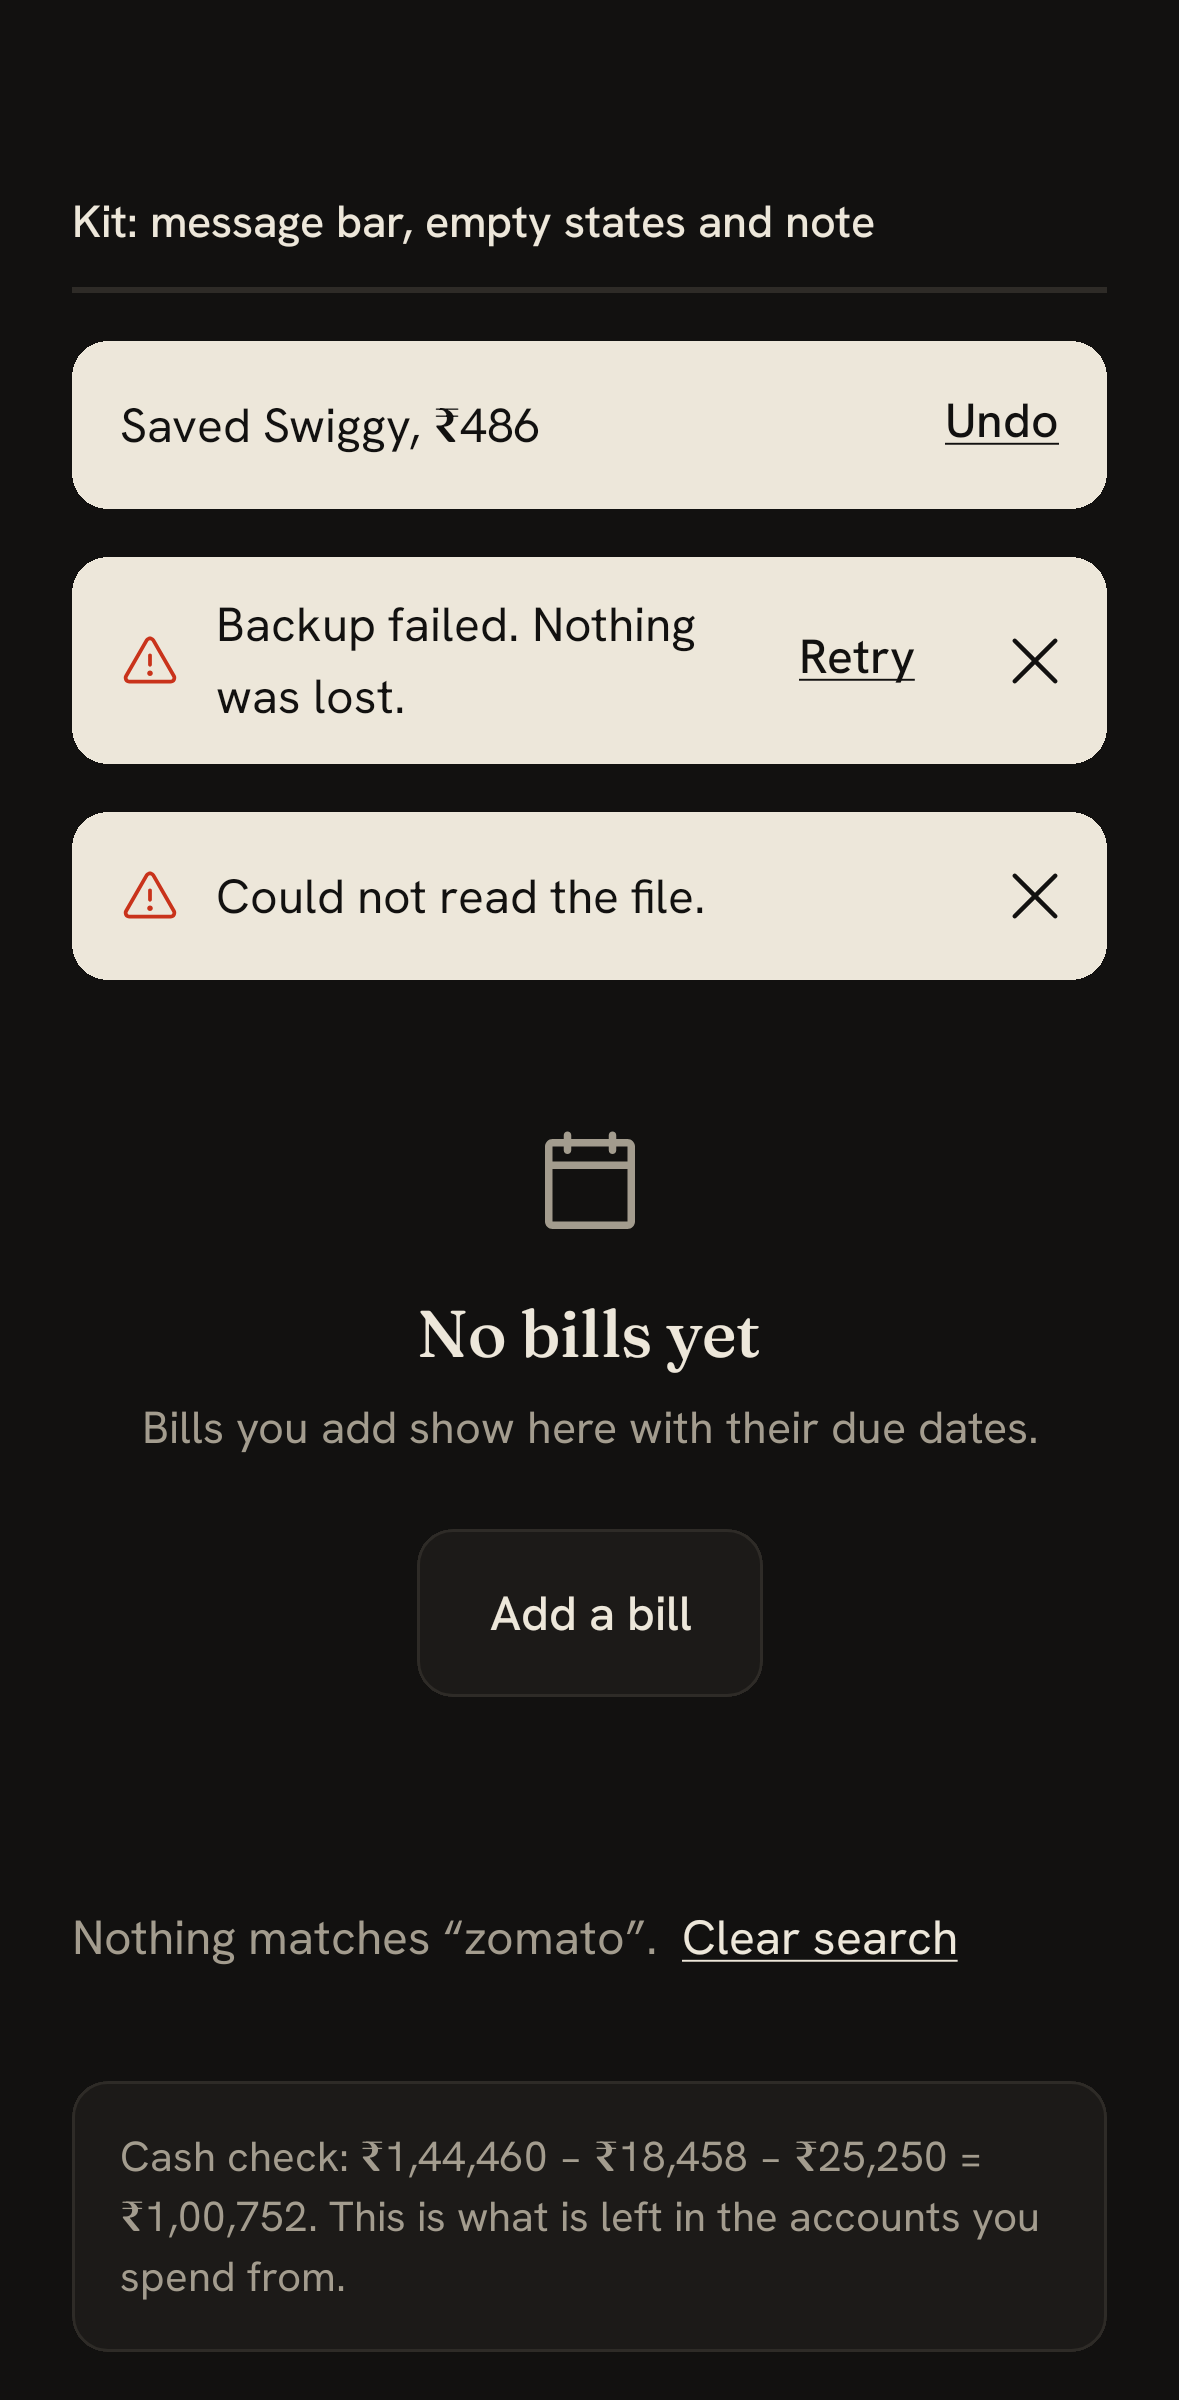 Kit: message bar, empty states and note
Saved Swiggy, ₹486 Undo
Backup failed. Nothing
was lost.
Retry
Could not read the file.
No bills yet
Bills you add show here with their due dates.
Add a bill
Nothing matches “zomato”. Clear search
Cash check: ₹1,44,460 – ₹18,458 – ₹25,250 =
₹1,00,752. This is what is left in the accounts you
spend from.